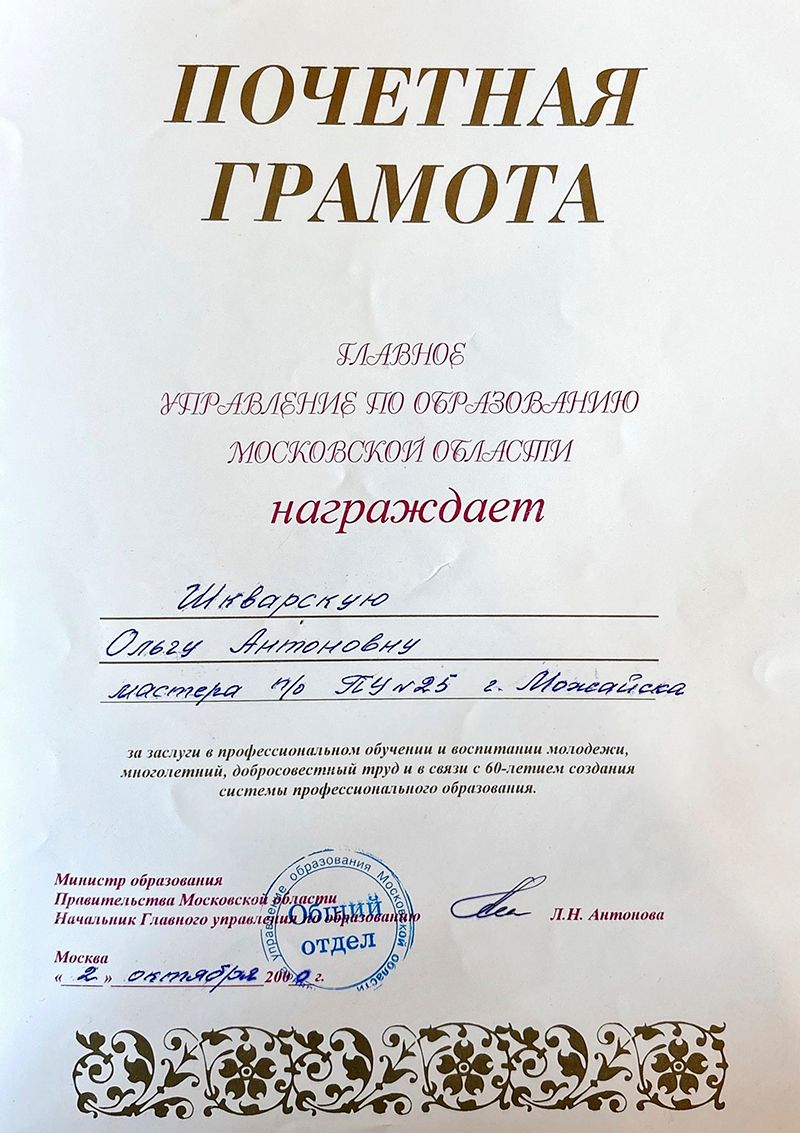 ПОЧЕТНАЯ
ГРАМОТА
ГЛАВНОЕ
УПРАВЛЕНИЕ ПО ОБРАЗОВАНИЮ
МОСКОВСКОЙ ОБЛАСТИ
награждает
Шкварскую
Ольгу Антоновну
мастера п/о ПУ №25 г. Можайска
за заслуги в профессиональном обучении и воспитании молодежи,
многолетний, добросовестный труд и в связи с 60-летием создания
системы профессионального образования.
Министр образования
Правительства Московской области
Начальник Главного управления по образованию
Л.Н. Антонова
управление образования Московской области
Общий
отдел
Москва
« 2 » октября 2000 г.